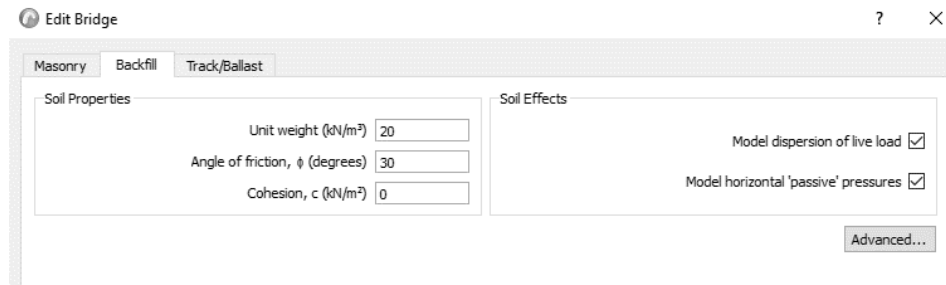 Edit Bridge
?
×
Masonry
Backfill
Track/Ballast
Soil Properties
Unit weight (kN/m³) 20
Angle of friction, ϕ (degrees) 30
Cohesion, c (kN/m²) 0
Soil Effects
Model dispersion of live load
Model horizontal 'passive' pressures
Advanced...